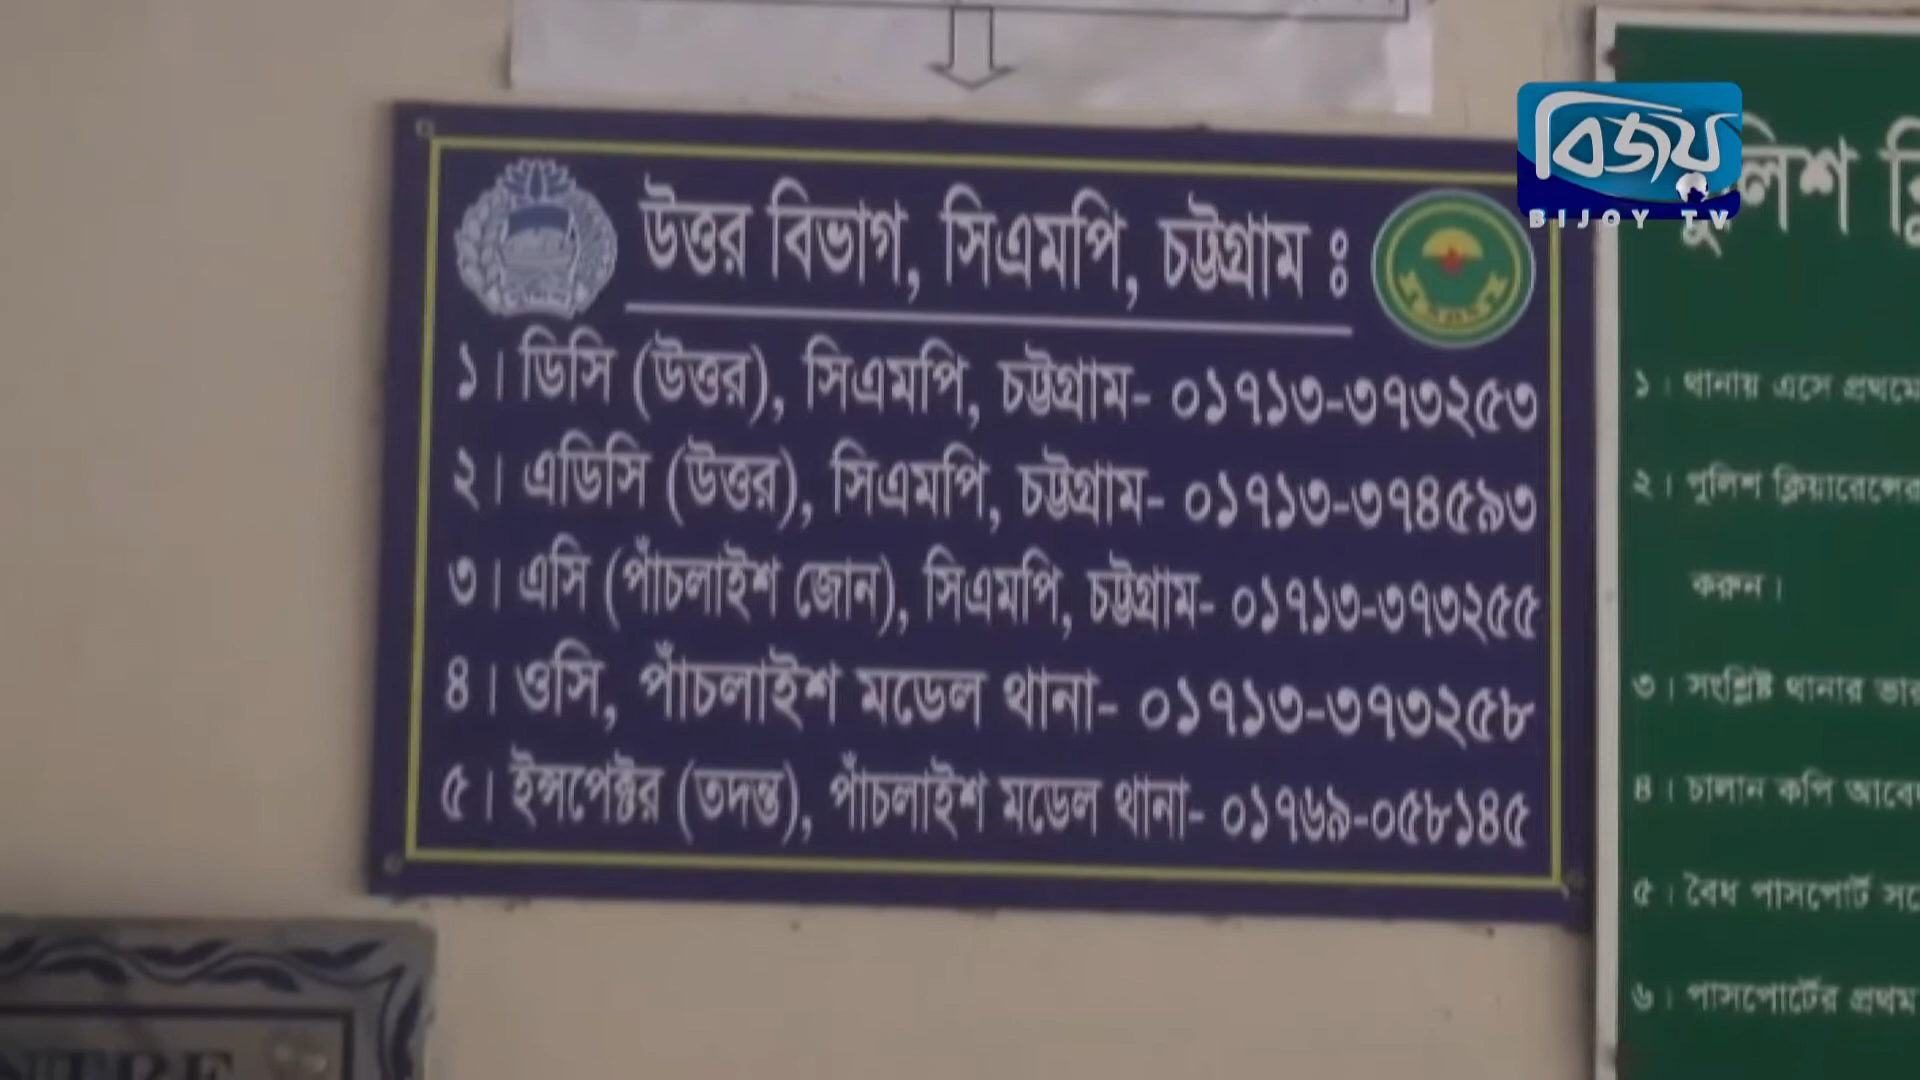 বিজয়
BIJOY TV
উত্তর বিভাগ, সিএমপি, চট্টগ্রাম ঃ
১। ডিসি (উত্তর), সিএমপি, চট্টগ্রাম- ০১৭১৩-৩৭৩২৫৩
২। এডিসি (উত্তর), সিএমপি, চট্টগ্রাম- ০১৭১৩-৩৭৪৫৯৩
৩। এসি (পাঁচলাইশ জোন), সিএমপি, চট্টগ্রাম- ০১৭১৩-৩৭৩২৫৫
৪। ওসি, পাঁচলাইশ মডেল থানা- ০১৭১৩-৩৭৩২৫৮
৫। ইন্সপেক্টর (তদন্ত), পাঁচলাইশ মডেল থানা- ০১৭৬৯-০৫৮১৪৫
পুলিশ
১। থানায় এসে প্রথমে
২। পুলিশ ক্লিয়ারেন্সের
করুন।
৩। সংশ্লিষ্ট থানার
৪। চালান কপি
৫। বৈধ পাসপোর্ট
৬। পাসপোর্টের প্রথম